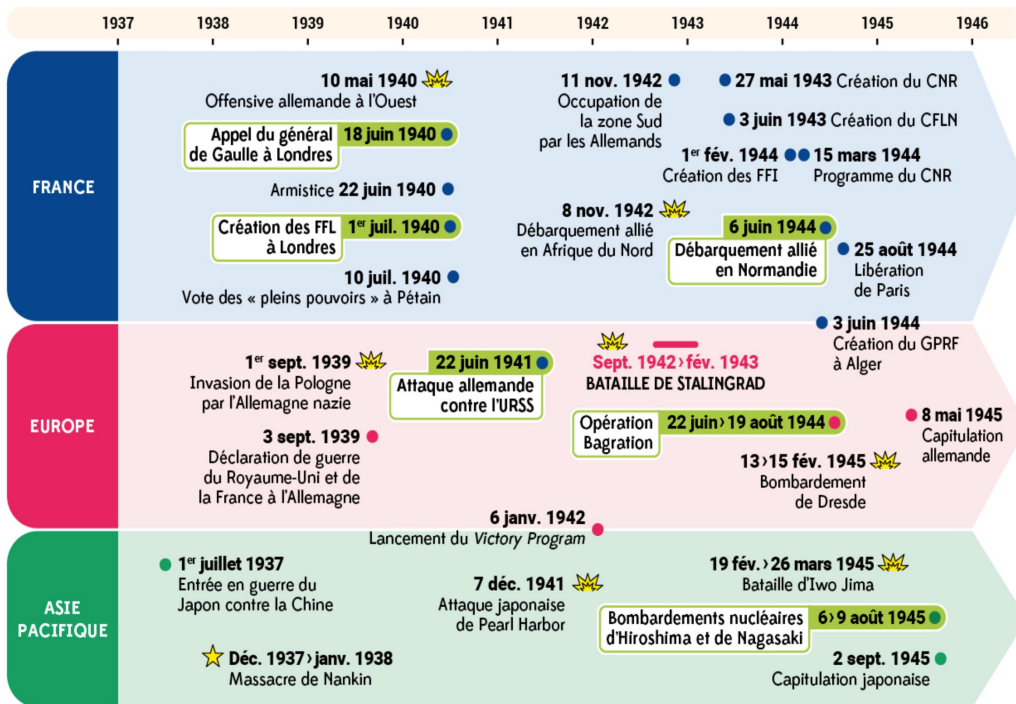 1937 1938 1939 1940 1941 1942 1943 1944 1945 1946
FRANCE
10 mai 1940
Offensive allemande à l'Ouest
Appel du général
de Gaulle à Londres
18 juin 1940
Armistice 22 juin 1940
Création des FFL
à Londres
1er juil. 1940
10 juil. 1940
Vote des « pleins pouvoirs » à Pétain
11 nov. 1942
Occupation de
la zone Sud
par les Allemands
8 nov. 1942
Débarquement allié
en Afrique du Nord
27 mai 1943 Création du CNR
3 juin 1943 Création du CFLN
1er fév. 1944
Création des FFI
15 mars 1944
Programme du CNR
6 juin 1944
Débarquement allié
en Normandie
25 août 1944
Libération
de Paris
3 juin 1944
Création du GPRF
à Alger
EUROPE
1er sept. 1939
Invasion de la Pologne
par l'Allemagne nazie
3 sept. 1939
Déclaration de guerre
du Royaume-Uni et de
la France à l'Allemagne
22 juin 1941
Attaque allemande
contre l'URSS
Sept. 1942 › fév. 1943
BATAILLE DE STALINGRAD
Opération
Bagration
22 juin › 19 août 1944
8 mai 1945
Capitulation
allemande
13 › 15 fév. 1945
Bombardement
de Dresde
6 janv. 1942
Lancement du Victory Program
ASIE
PACIFIQUE
1er juillet 1937
Entrée en guerre du
Japon contre la Chine
Déc. 1937 › janv. 1938
Massacre de Nankin
7 déc. 1941
Attaque japonaise
de Pearl Harbor
19 fév. › 26 mars 1945
Bataille d'Iwo Jima
Bombardements nucléaires
d'Hiroshima et de Nagasaki
6 › 9 août 1945
2 sept. 1945
Capitulation japonaise